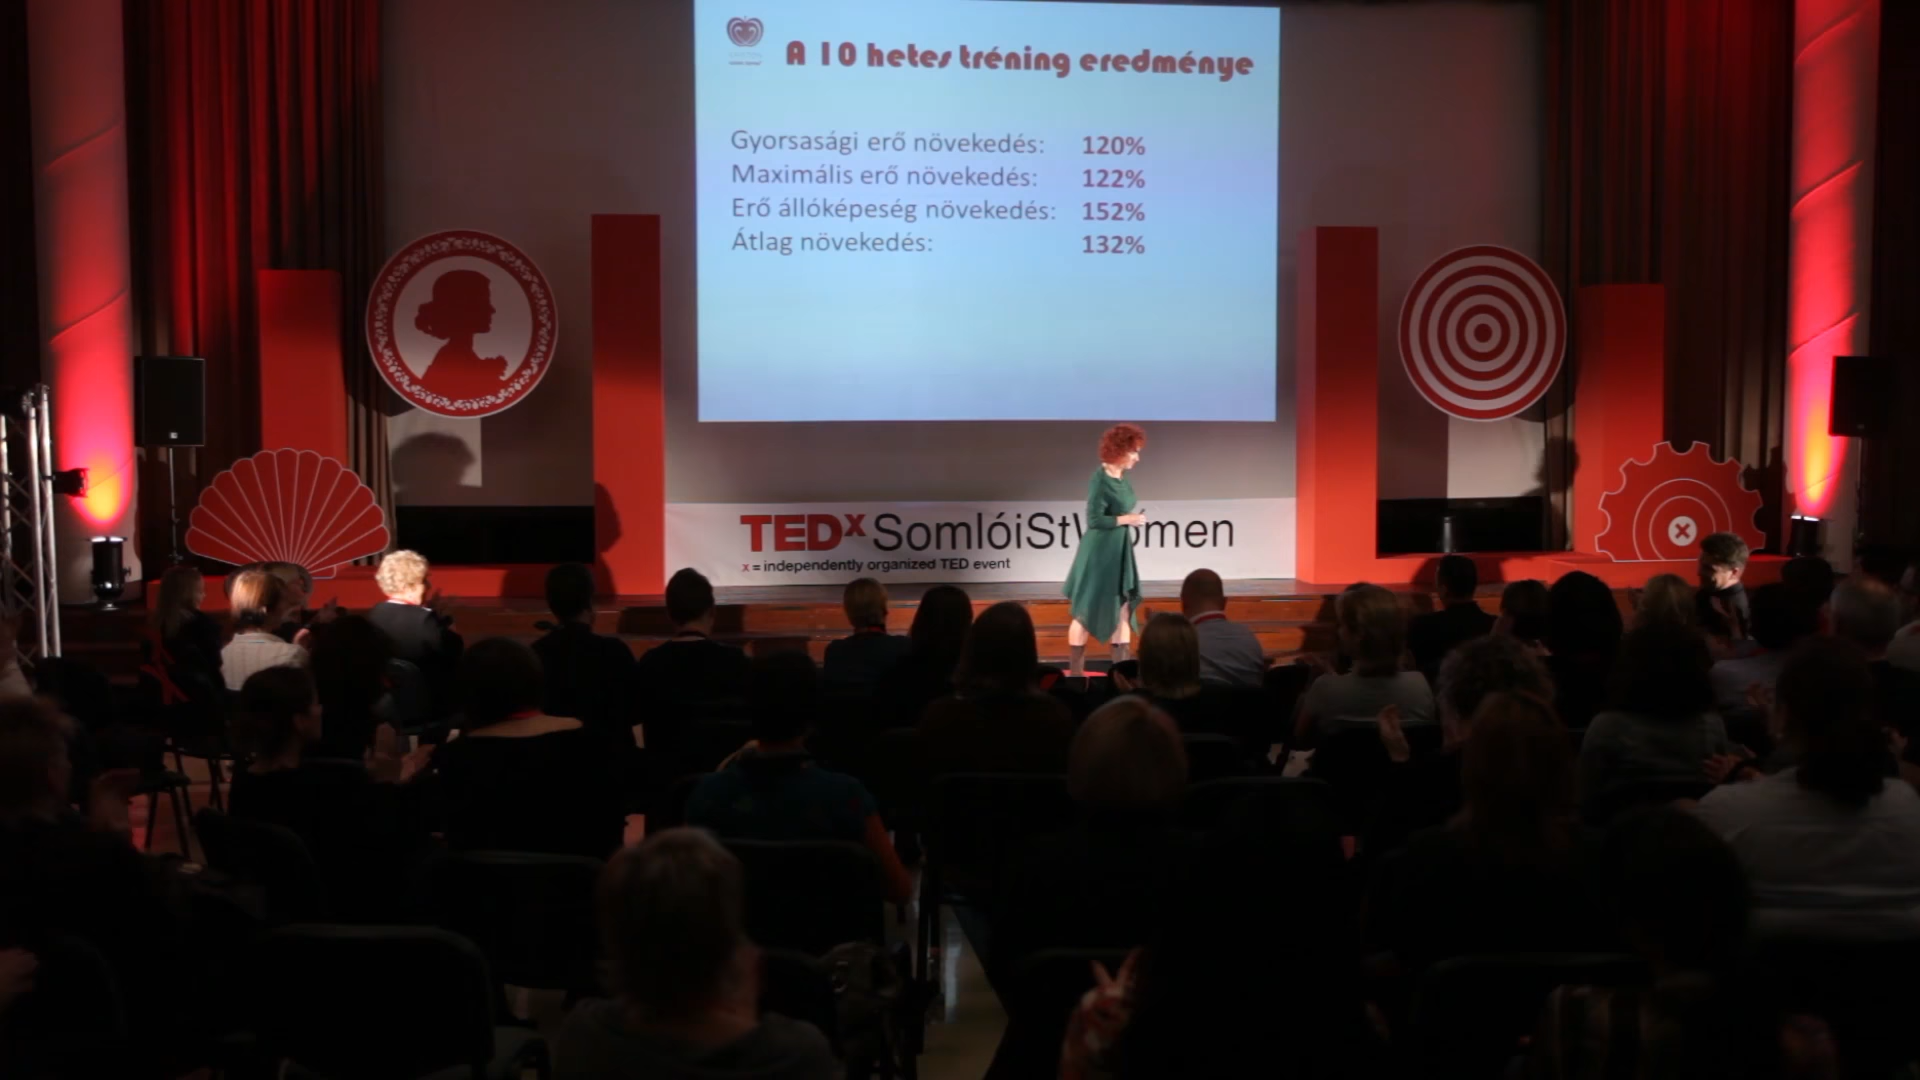 A 10 hetes tréning eredménye
Gyorsasági erő növekedés: 120%
Maximális erő növekedés: 122%
Erő állóképeség növekedés: 152%
Átlag növekedés: 132%
TEDx SomlóiStWomen
x = independently organized TED event
x